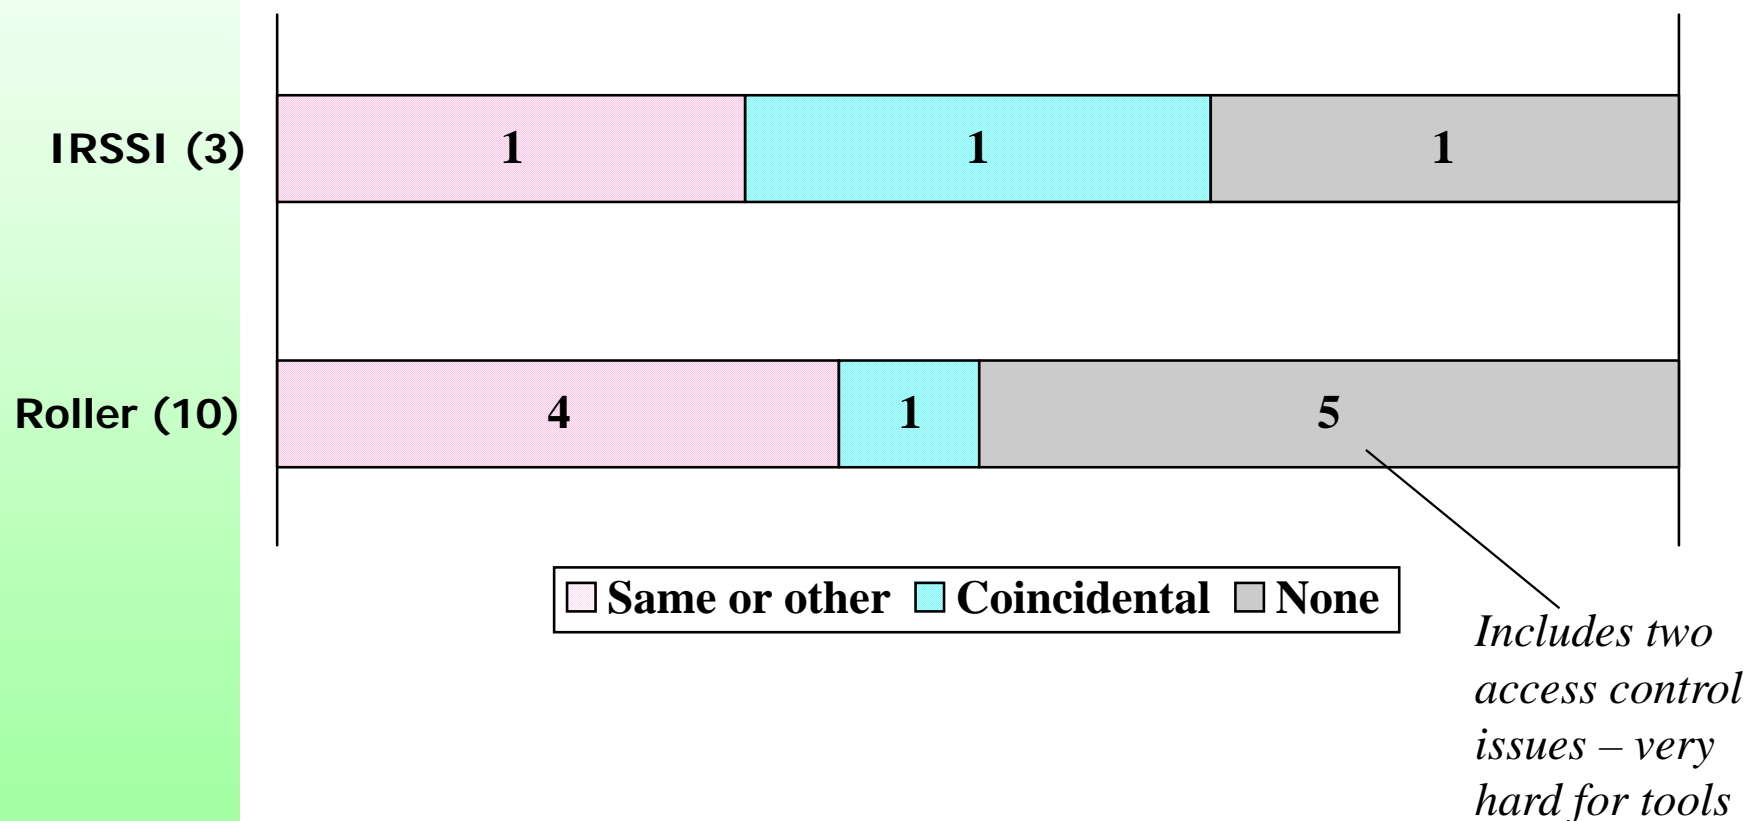 IRSSI (3) 1 1 1
Roller (10) 4 1 5
Same or other Coincidental None
Includes two
access control
issues – very
hard for tools